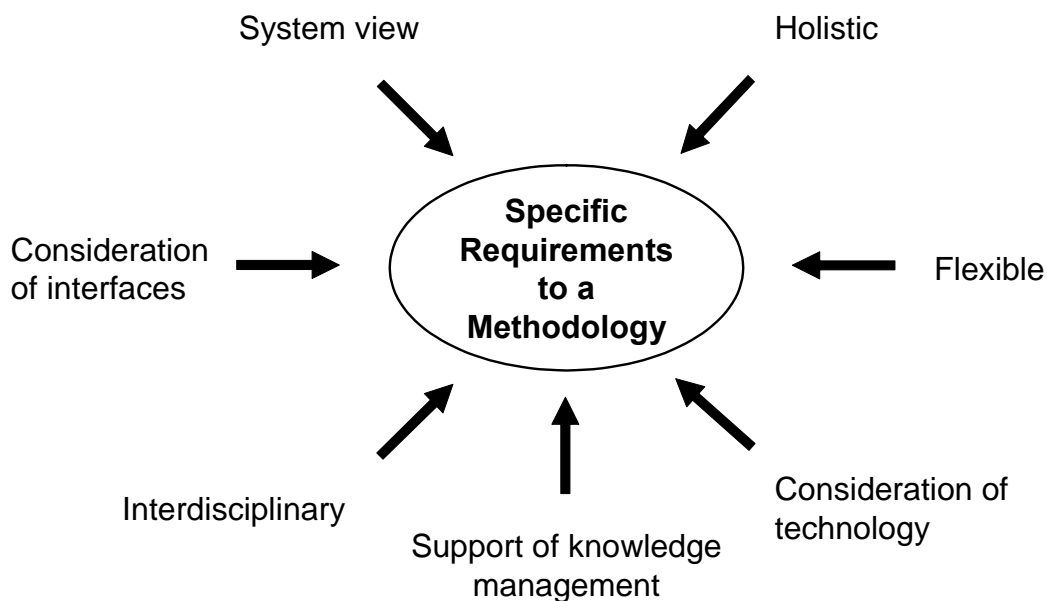 System view
Holistic
Specific
Requirements
to a
Methodology
Consideration
of interfaces
Flexible
Interdisciplinary
Support of knowledge
management
Consideration of
technology